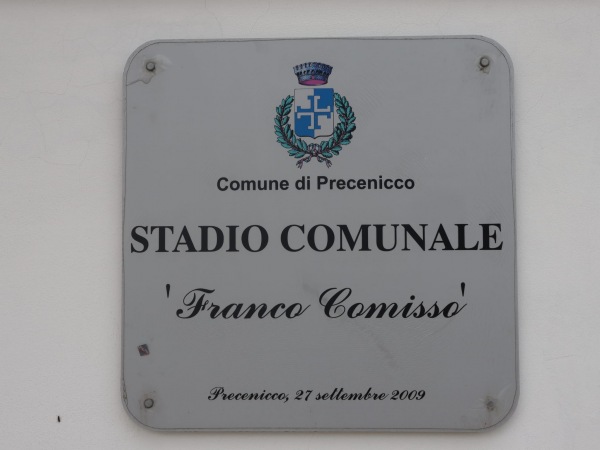 Comune di Precenicco
STADIO COMUNALE
'Franco Comisso'
Precenicco, 27 settembre 2009